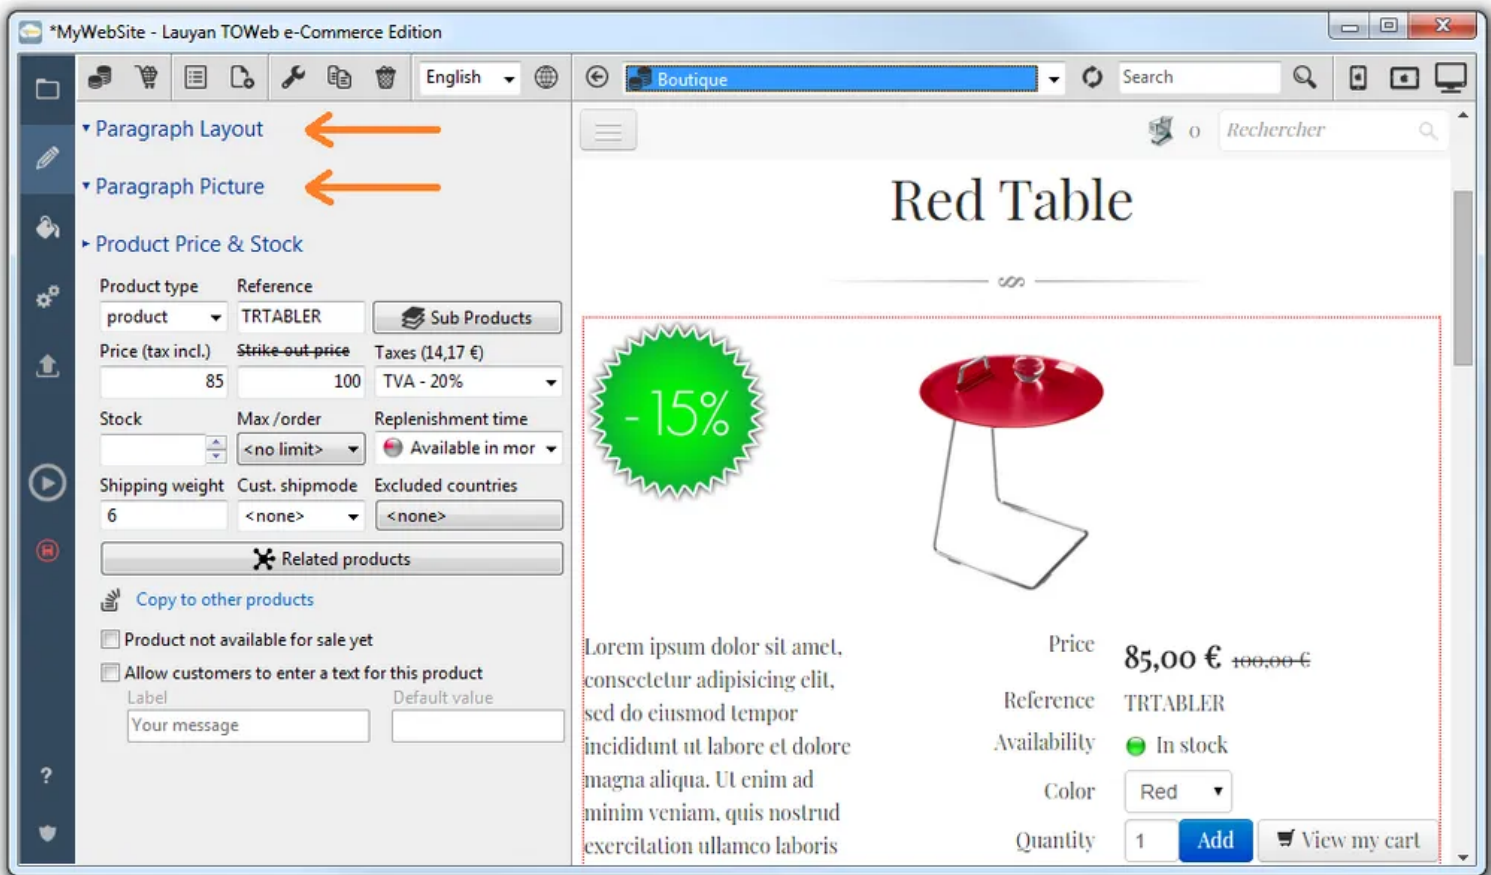 *MyWebSite - Lauyan TOWeb e-Commerce Edition
English
Boutique
Search
Paragraph Layout
Paragraph Picture
Product Price & Stock
Product type
Reference
product
TRTABLER
Sub Products
Price (tax incl.)
Strike out price
Taxes (14,17 €)
85
100
TVA - 20%
Stock
Max /order
Replenishment time
<no limit>
Available in mor
Shipping weight
Cust. shipmode
Excluded countries
6
<none>
<none>
Related products
Copy to other products
Product not available for sale yet
Allow customers to enter a text for this product
Label
Default value
Your message
?
0
Rechercher
Red Table
-15%
Lorem ipsum dolor sit amet,
consectetur adipisicing elit,
sed do eiusmod tempor
incididunt ut labore et dolore
magna aliqua. Ut enim ad
minim veniam, quis nostrud
exercitation ullamco laboris
Price
85,00 € 100,00 €
Reference
TRTABLER
Availability
In stock
Color
Red
Quantity
1
Add
View my cart